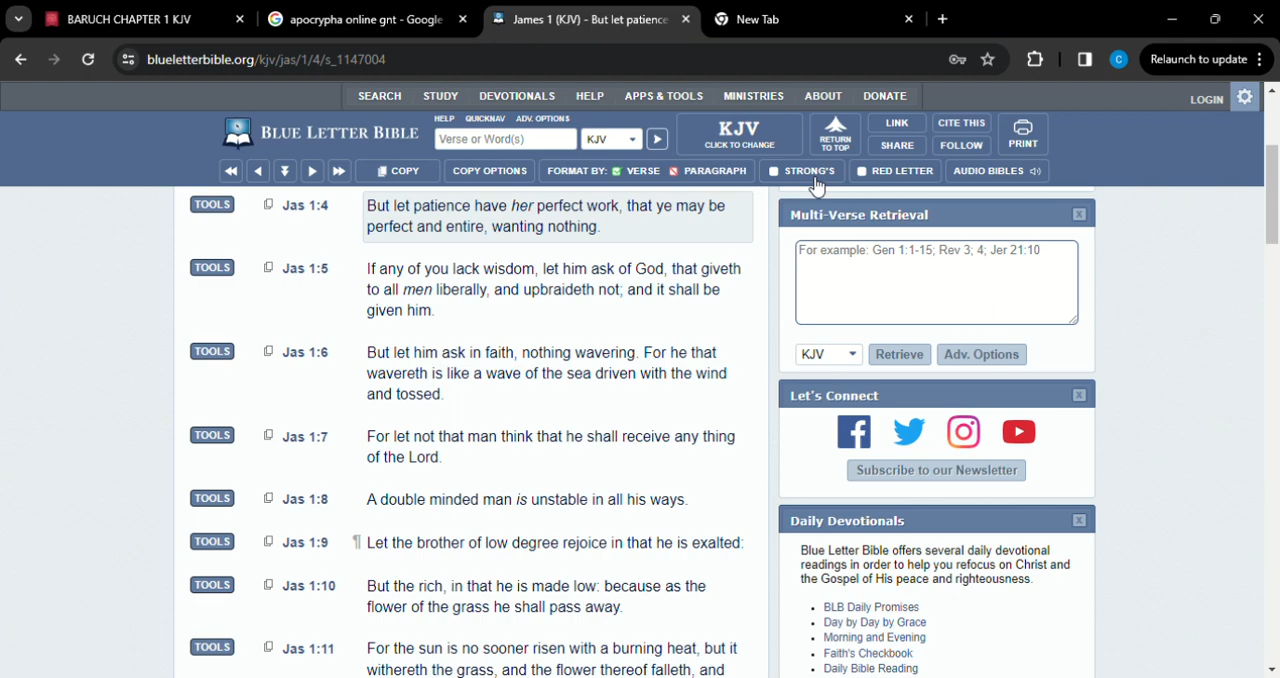 BARUCH CHAPTER 1 KJV
apocrypha online gnt - Google
James 1 (KJV) - But let patience
New Tab
blueletterbible.org/kjv/jas/1/4/s_1147004
C
Relaunch to update
SEARCH STUDY DEVOTIONALS HELP APPS & TOOLS MINISTRIES ABOUT DONATE
LOGIN
BLUE LETTER BIBLE
HELP QUICKNAV ADV. OPTIONS
Verse or Word(s)
KJV
KJV
CLICK TO CHANGE
RETURN
TO TOP
LINK
CITE THIS
SHARE
FOLLOW
PRINT
COPY
COPY OPTIONS
FORMAT BY: VERSE PARAGRAPH
STRONG'S
RED LETTER
AUDIO BIBLES
TOOLS Jas 1:4 But let patience have her perfect work, that ye may be
perfect and entire, wanting nothing.
TOOLS Jas 1:5 If any of you lack wisdom, let him ask of God, that giveth
to all men liberally, and upbraideth not; and it shall be
given him.
TOOLS Jas 1:6 But let him ask in faith, nothing wavering. For he that
wavereth is like a wave of the sea driven with the wind
and tossed.
TOOLS Jas 1:7 For let not that man think that he shall receive any thing
of the Lord.
TOOLS Jas 1:8 A double minded man is unstable in all his ways.
TOOLS Jas 1:9 ¶ Let the brother of low degree rejoice in that he is exalted:
TOOLS Jas 1:10 But the rich, in that he is made low: because as the
flower of the grass he shall pass away.
TOOLS Jas 1:11 For the sun is no sooner risen with a burning heat, but it
withereth the grass, and the flower thereof falleth, and
Multi-Verse Retrieval
x
For example: Gen 1:1-15; Rev 3; 4; Jer 21:10
KJV
Retrieve
Adv. Options
Let's Connect
x
Subscribe to our Newsletter
Daily Devotionals
x
Blue Letter Bible offers several daily devotional
readings in order to help you refocus on Christ and
the Gospel of His peace and righteousness.
• BLB Daily Promises
• Day by Day by Grace
• Morning and Evening
• Faith's Checkbook
• Daily Bible Reading